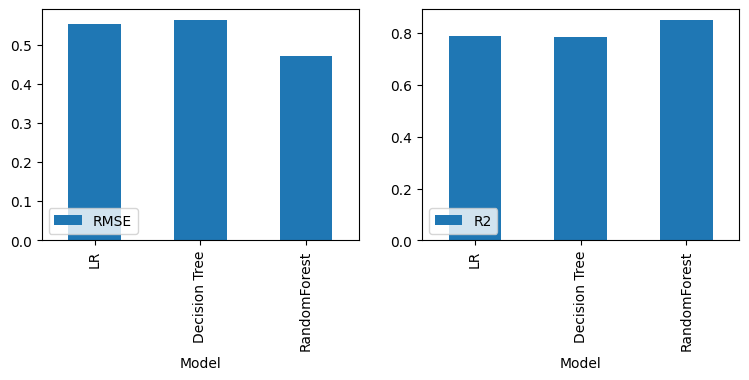 0.5
0.4
0.3
0.2
0.1
0.0
RMSE
LR
Decision Tree
RandomForest
Model
0.8
0.6
0.4
0.2
0.0
R2
LR
Decision Tree
RandomForest
Model